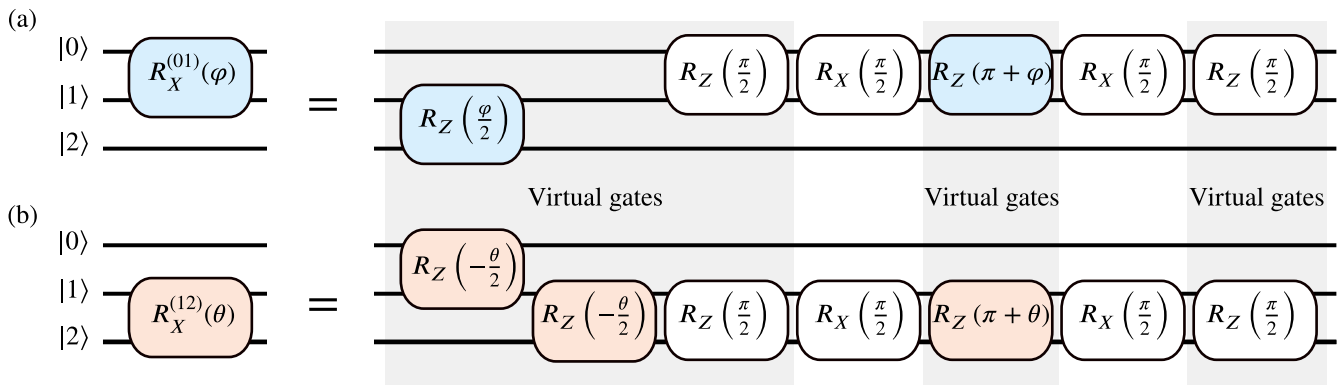 (a)
|0⟩
|1⟩
|2⟩
R_X^{(01)}(φ)
=
R_Z(φ/2)
R_Z(π/2)
R_X(π/2)
R_Z(π + φ)
R_X(π/2)
R_Z(π/2)
Virtual gates
Virtual gates
Virtual gates
(b)
|0⟩
|1⟩
|2⟩
R_X^{(12)}(θ)
=
R_Z(−θ/2)
R_Z(−θ/2)
R_Z(π/2)
R_X(π/2)
R_Z(π + θ)
R_X(π/2)
R_Z(π/2)